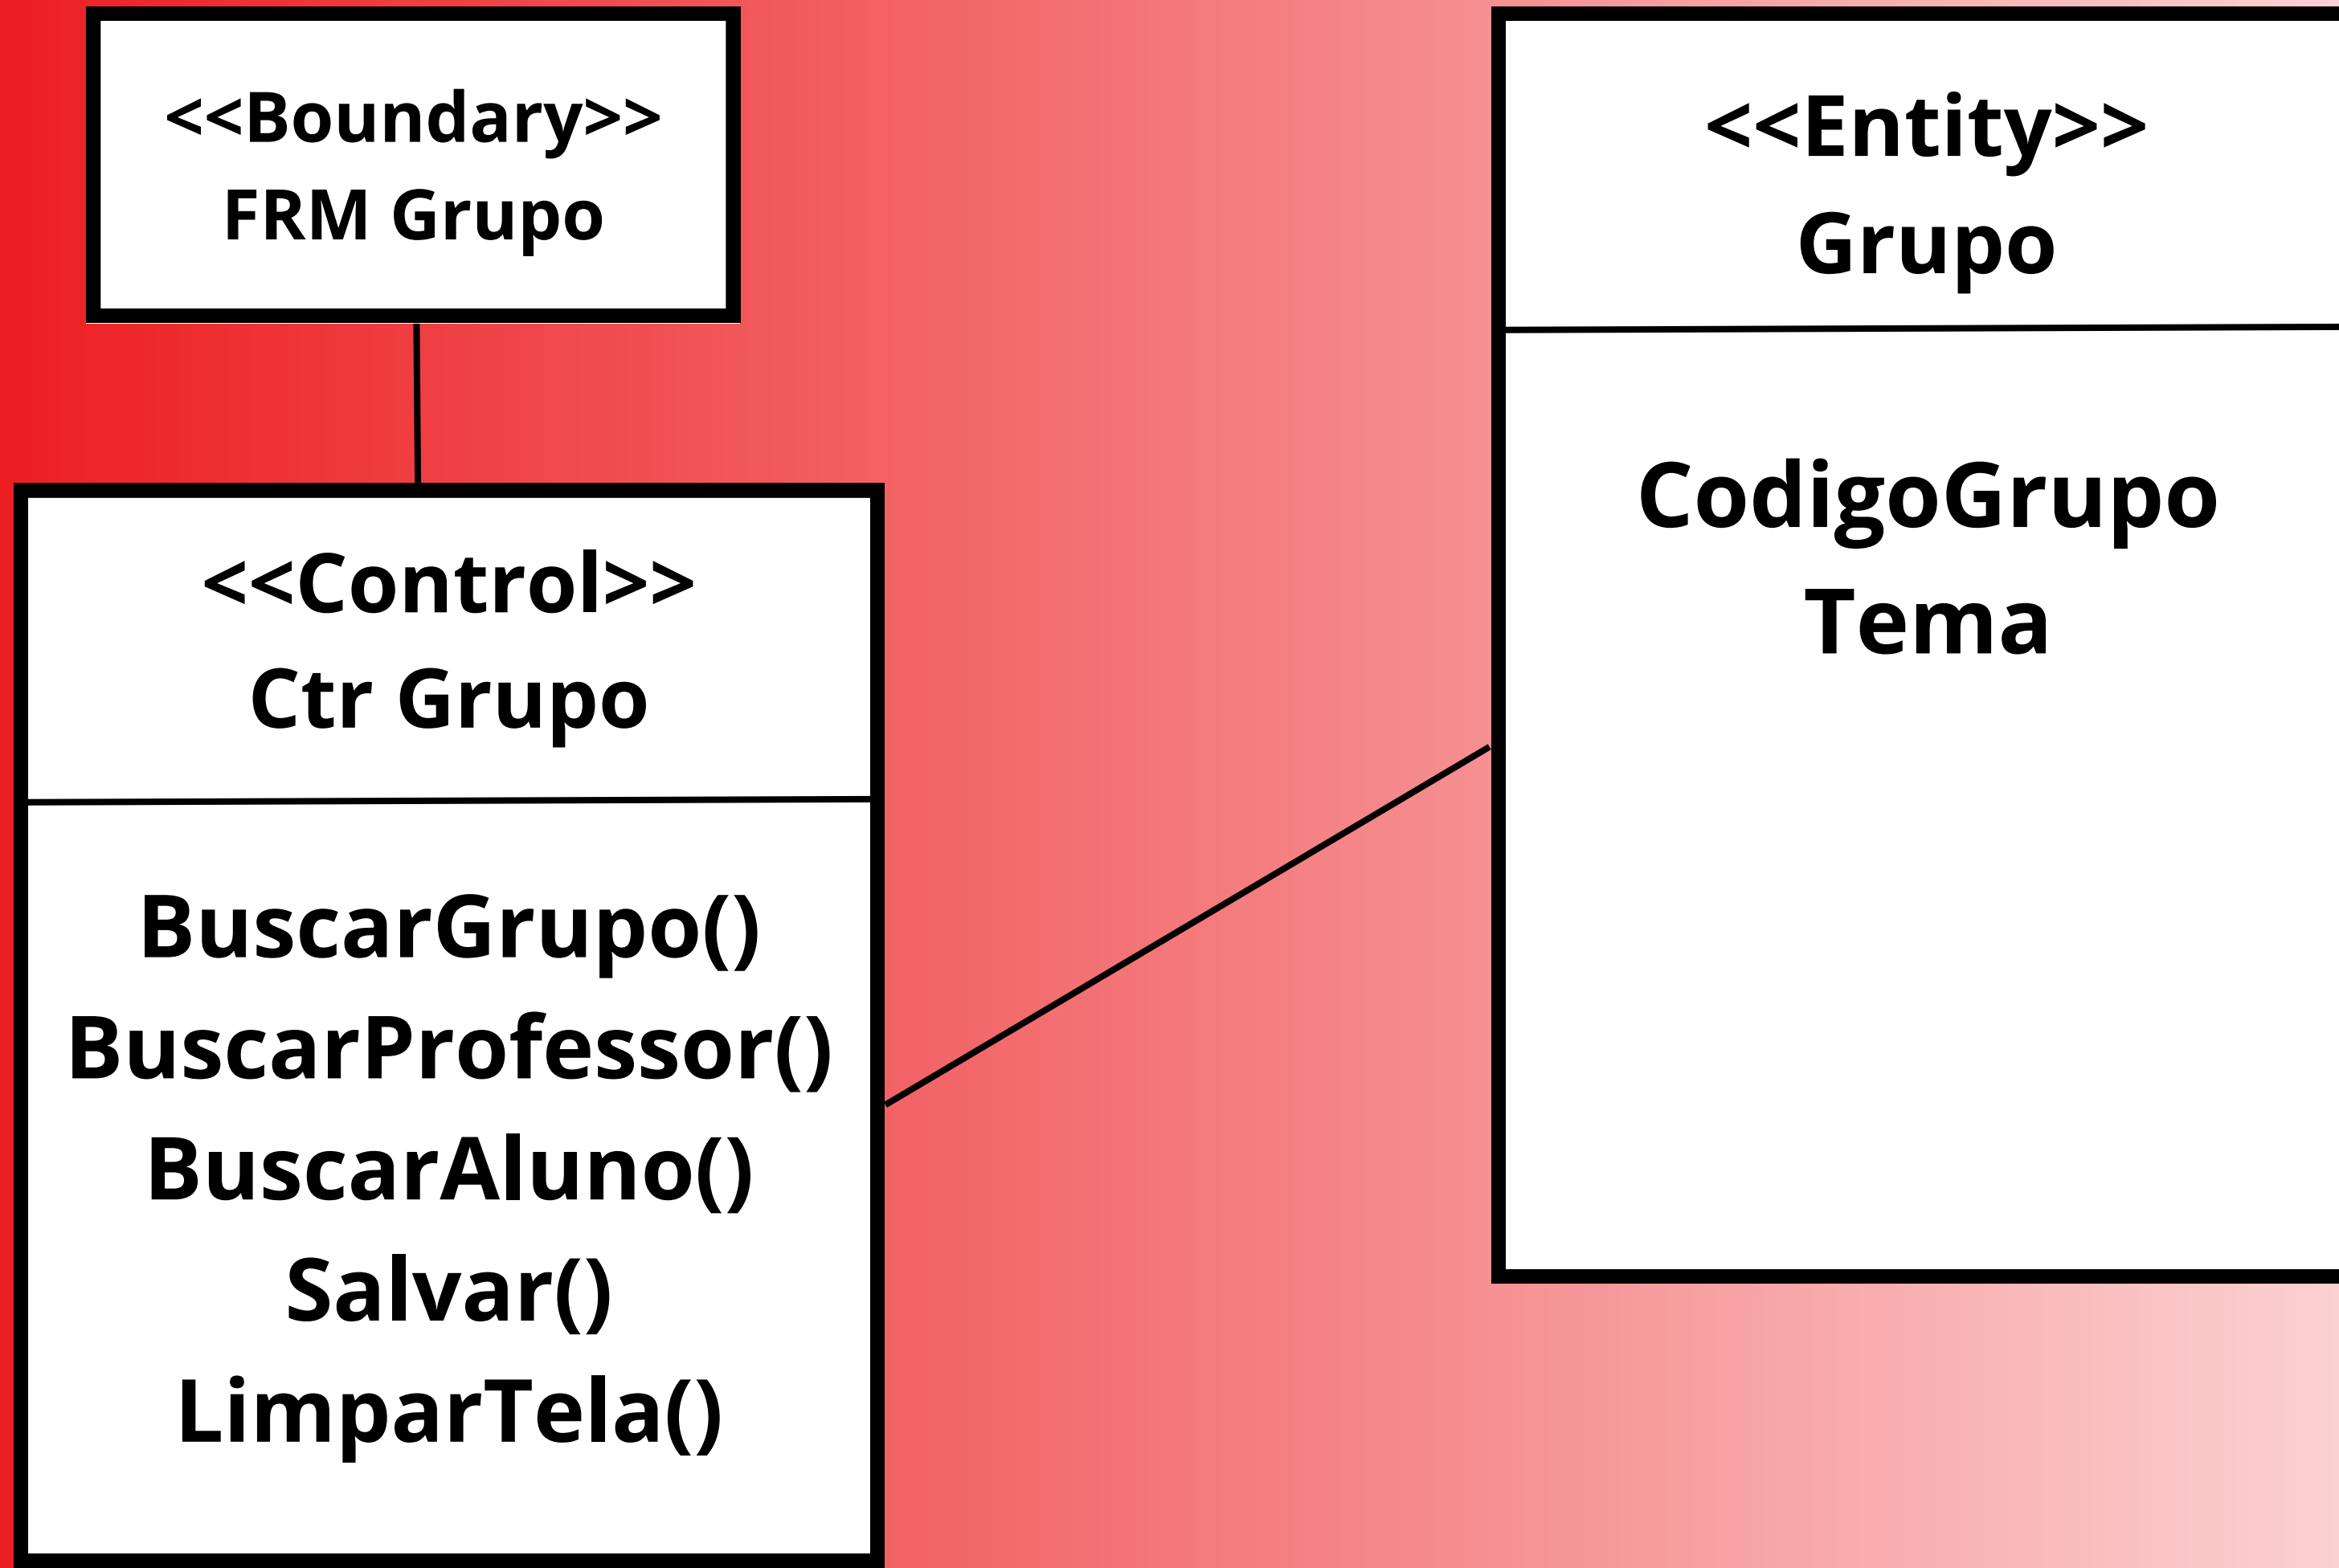 <<Boundary>>
FRM Grupo
<<Control>>
Ctr Grupo
BuscarGrupo()
BuscarProfessor()
BuscarAluno()
Salvar()
LimparTela()
<<Entity>>
Grupo
CodigoGrupo
Tema